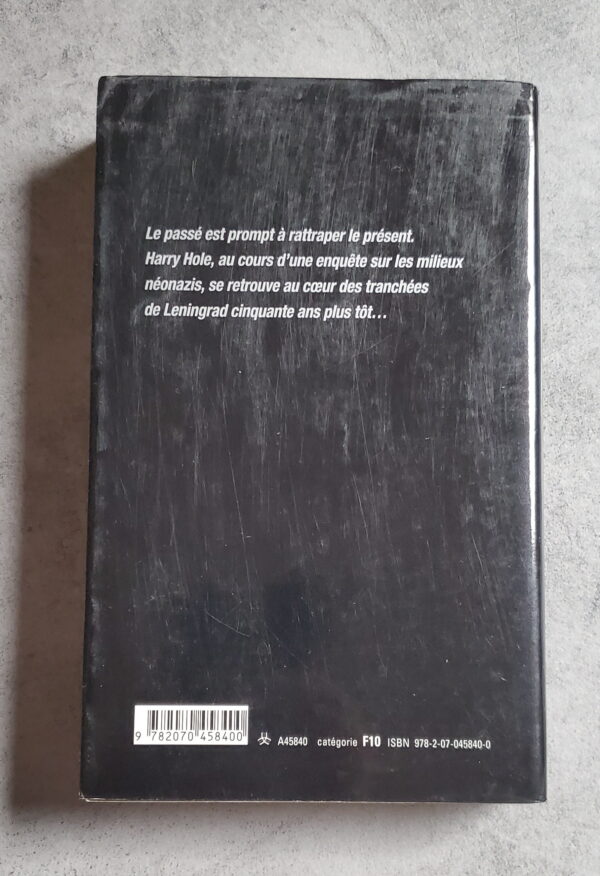 Le passé est prompt à rattraper le présent.
Harry Hole, au cours d'une enquête sur les milieux
néonazis, se retrouve au cœur des tranchées
de Leningrad cinquante ans plus tôt...
9 782070 458400
A45840 catégorie F10 ISBN 978-2-07-045840-0